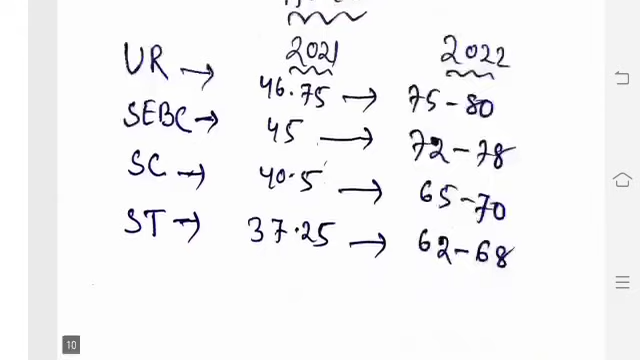 2021 2022
UR → 46.75 → 75-80
SEBC → 45 → 72-78
SC → 40.5 → 65-70
ST → 37.25 → 62-68
10